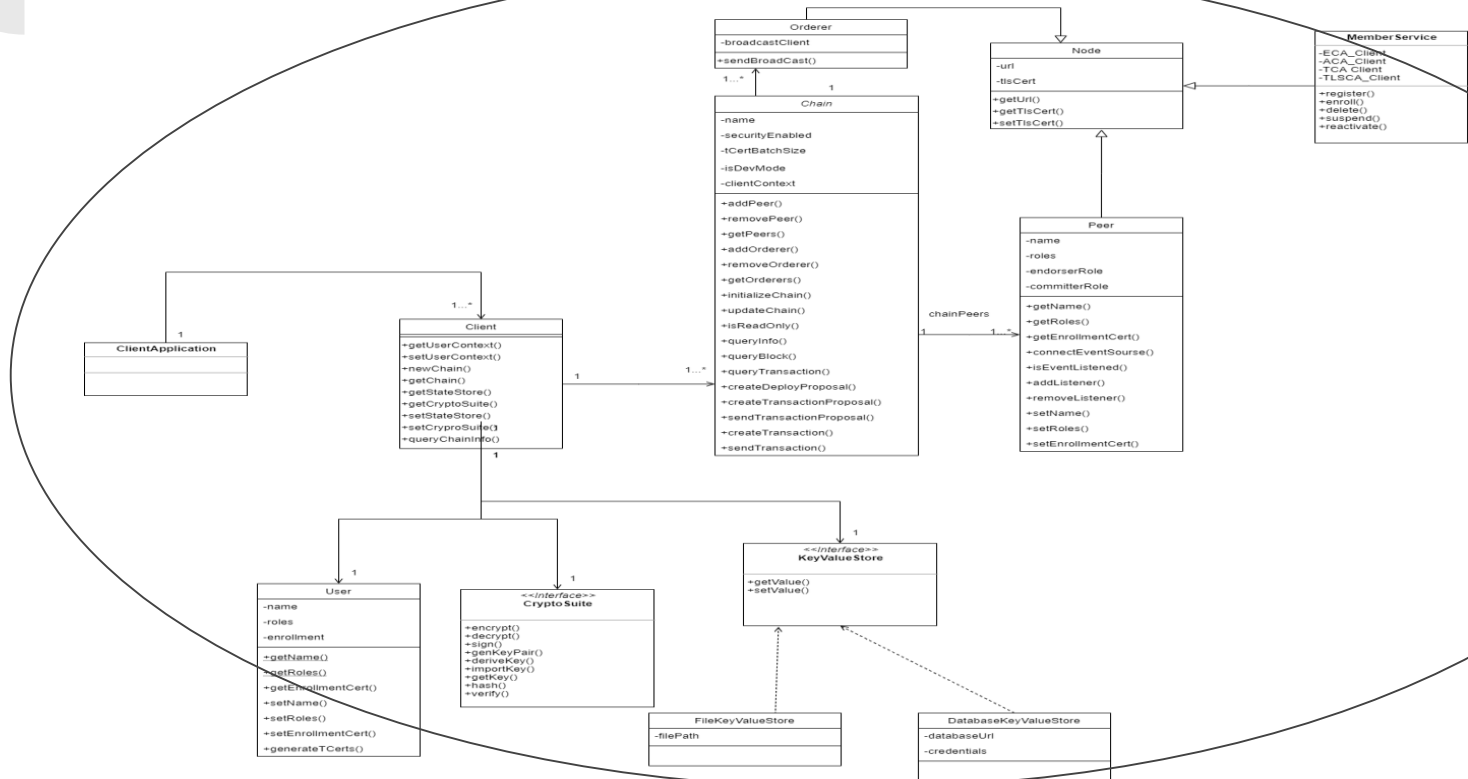 Orderer
-broadcastClient
+sendBroadCast()
1...*
1
Node
-url
-tlsCert
+getUrl()
+getTlsCert()
+setTlsCert()
MemberService
-ECA_Client
-ACA_Client
-TCA Client
-TLSCA_Client
+register()
+enroll()
+delete()
+suspend()
+reactivate()
Chain
-name
-securityEnabled
-tCertBatchSize
-isDevMode
-clientContext
+addPeer()
+removePeer()
+getPeers()
+addOrderer()
+removeOrderer()
+getOrderers()
+initializeChain()
+updateChain()
+isReadOnly()
+queryInfo()
+queryBlock()
+queryTransaction()
+createDeployProposal()
+createTransactionProposal()
+sendTransactionProposal()
+createTransaction()
+sendTransaction()
chainPeers
1
1...*
Peer
-name
-roles
-endorserRole
-committerRole
+getName()
+getRoles()
+getEnrollmentCert()
+connectEventSourse()
+isEventListened()
+addListener()
+removeListener()
+setName()
+setRoles()
+setEnrollmentCert()
1
ClientApplication
1...*
Client
+getUserContext()
+setUserContext()
+newChain()
+getChain()
+getStateStore()
+getCryptoSuite()
+setStateStore()
+setCryproSuite()
1
+queryChainInfo()
1
1
1...*
1
User
-name
-roles
-enrollment
+getName()
+getRoles()
+getEnrollmentCert()
+setName()
+setRoles()
+setEnrollmentCert()
+generateTCerts()
1
<<Interface>>
CryptoSuite
+encrypt()
+decrypt()
+sign()
+genKeyPair()
+deriveKey()
+importKey()
+getKey()
+hash()
+verify()
1
<<Interface>>
KeyValueStore
+getValue()
+setValue()
FileKeyValueStore
-filePath
DatabaseKeyValueStore
-databaseUrl
-credentials